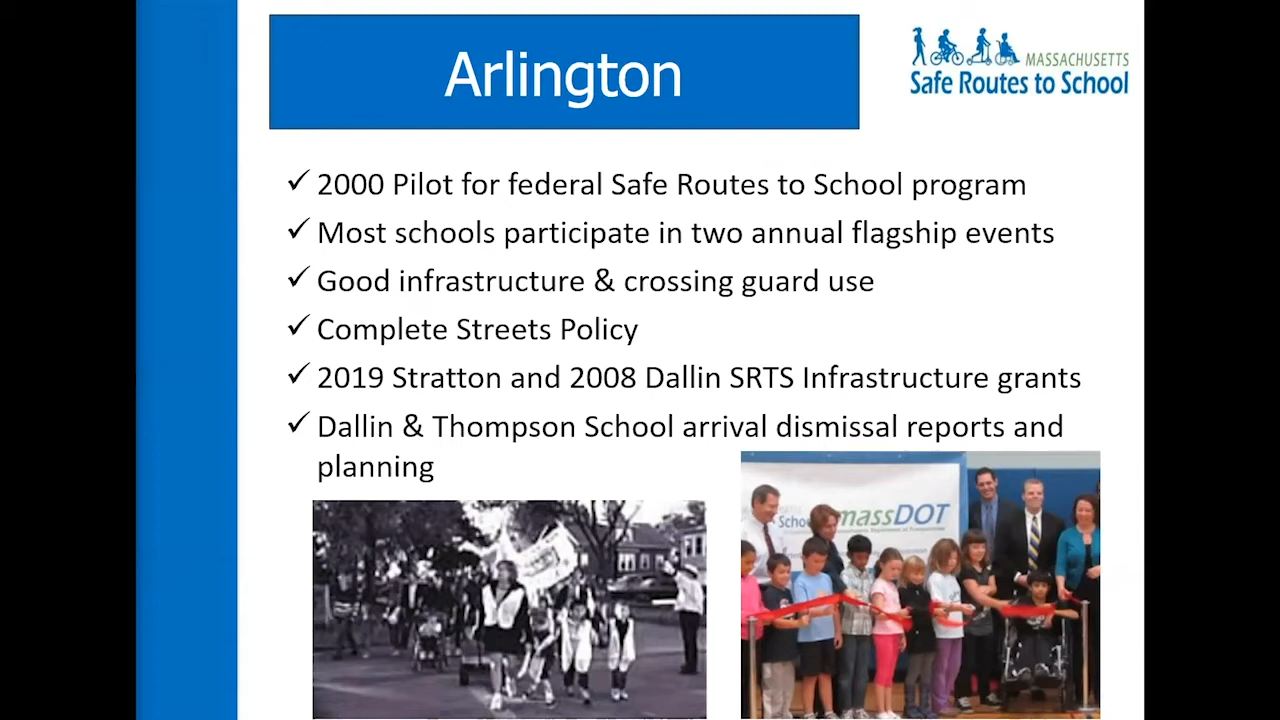 Arlington
MASSACHUSETTS
Safe Routes to School
✓ 2000 Pilot for federal Safe Routes to School program
✓ Most schools participate in two annual flagship events
✓ Good infrastructure & crossing guard use
✓ Complete Streets Policy
✓ 2019 Stratton and 2008 Dallin SRTS Infrastructure grants
✓ Dallin & Thompson School arrival dismissal reports and
planning
massDOT